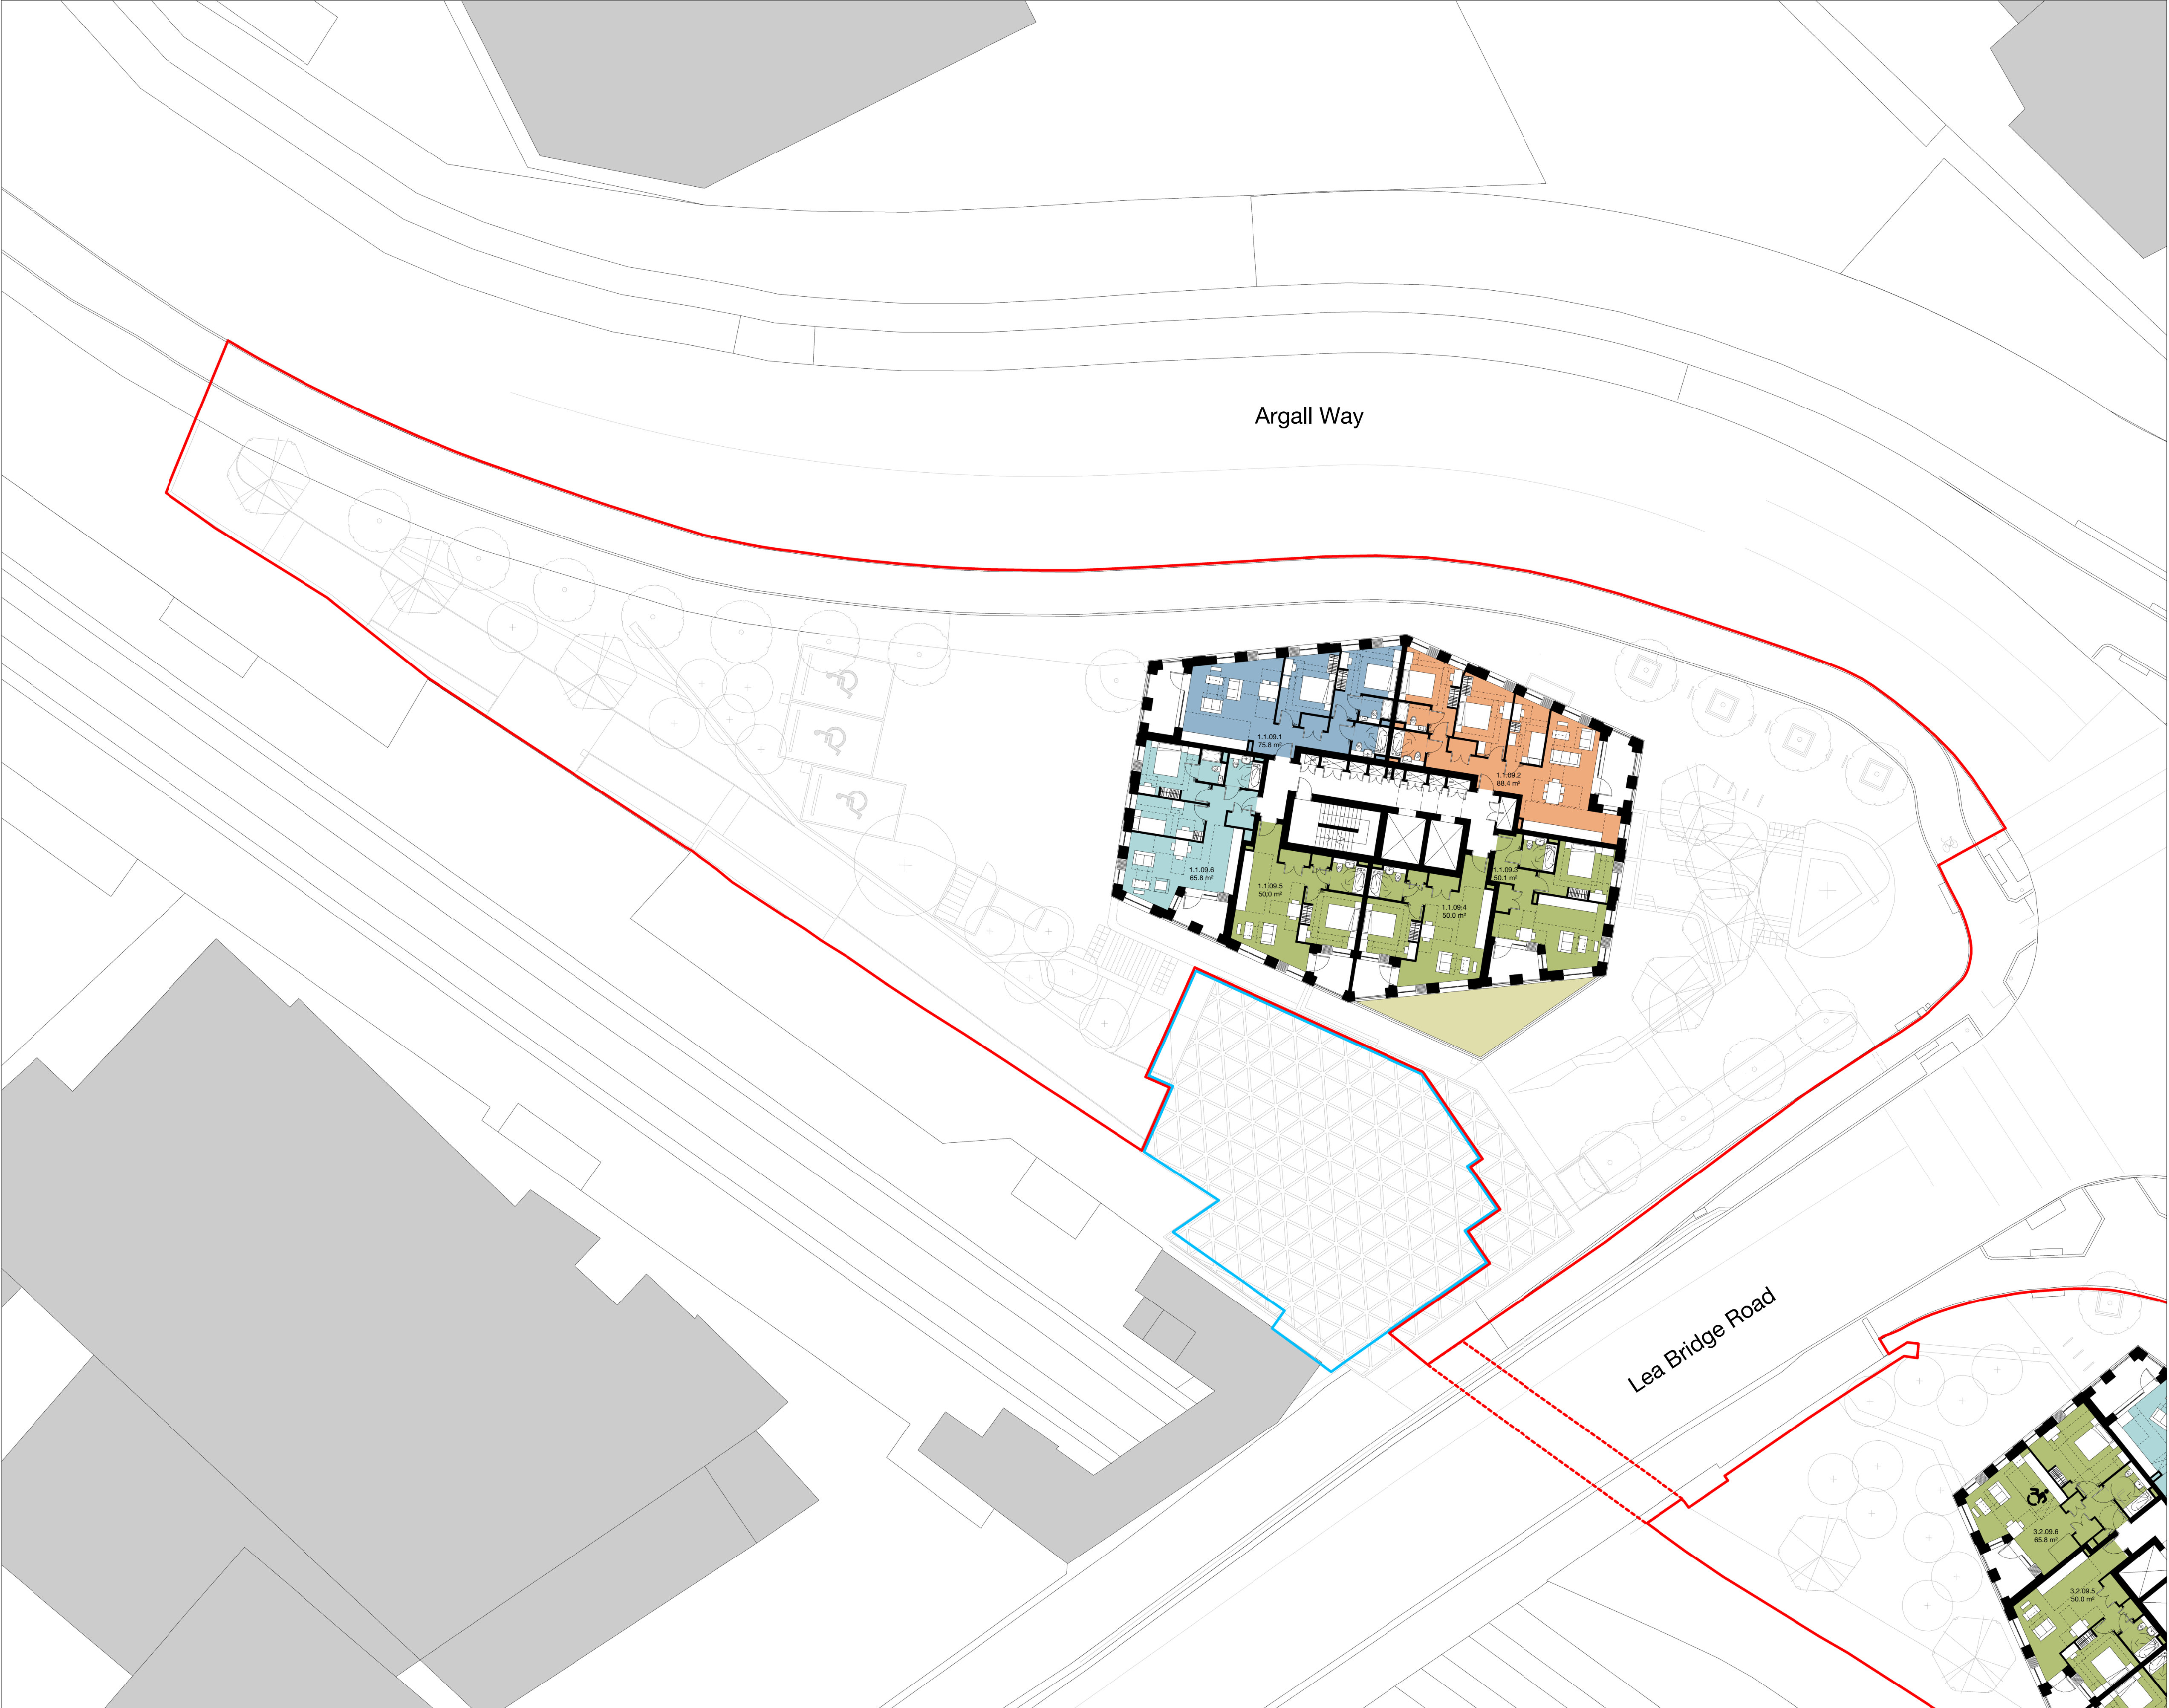 Argall Way
1.1.09.1
75.8 m²
1.1.09.2
88.4 m²
1.1.09.6
65.8 m²
1.1.09.3
50.1 m²
1.1.09.5
50.0 m²
1.1.09.4
50.0 m²
Lea Bridge Road
3.2.09.6
65.8 m²
3.2.09.5
50.0 m²